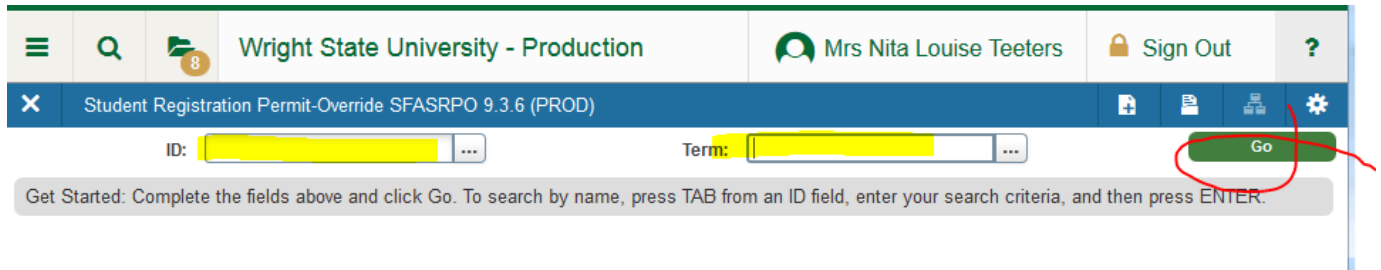 Wright State University - Production Mrs Nita Louise Teeters Sign Out ?
8
Student Registration Permit-Override SFASRPO 9.3.6 (PROD)
ID: ... Term: ... Go
Get Started: Complete the fields above and click Go. To search by name, press TAB from an ID field, enter your search criteria, and then press ENTER.